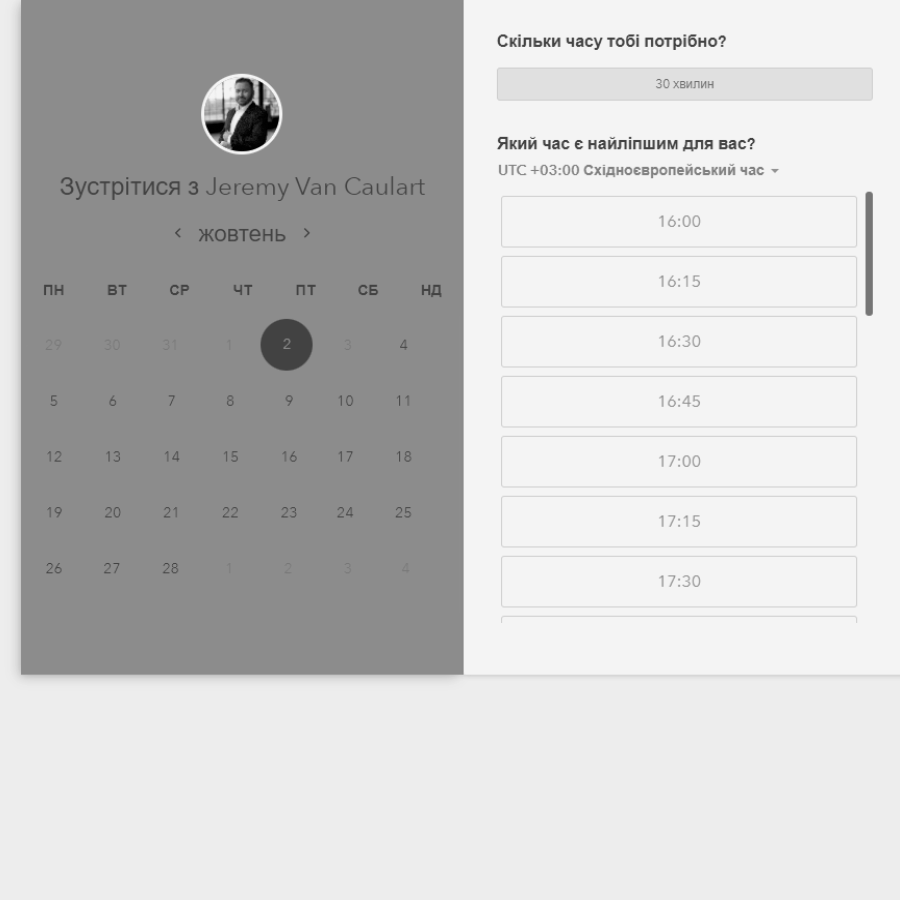 Зустрітися з Jeremy Van Caulart
жовтень
ПН ВТ СР ЧТ ПТ СБ НД
29 30 31 1 2 3 4
5 6 7 8 9 10 11
12 13 14 15 16 17 18
19 20 21 22 23 24 25
26 27 28 1 2 3 4
Скільки часу тобі потрібно?
30 хвилин
Який час є найліпшим для вас?
UTC +03:00 Східноєвропейський час
16:00
16:15
16:30
16:45
17:00
17:15
17:30